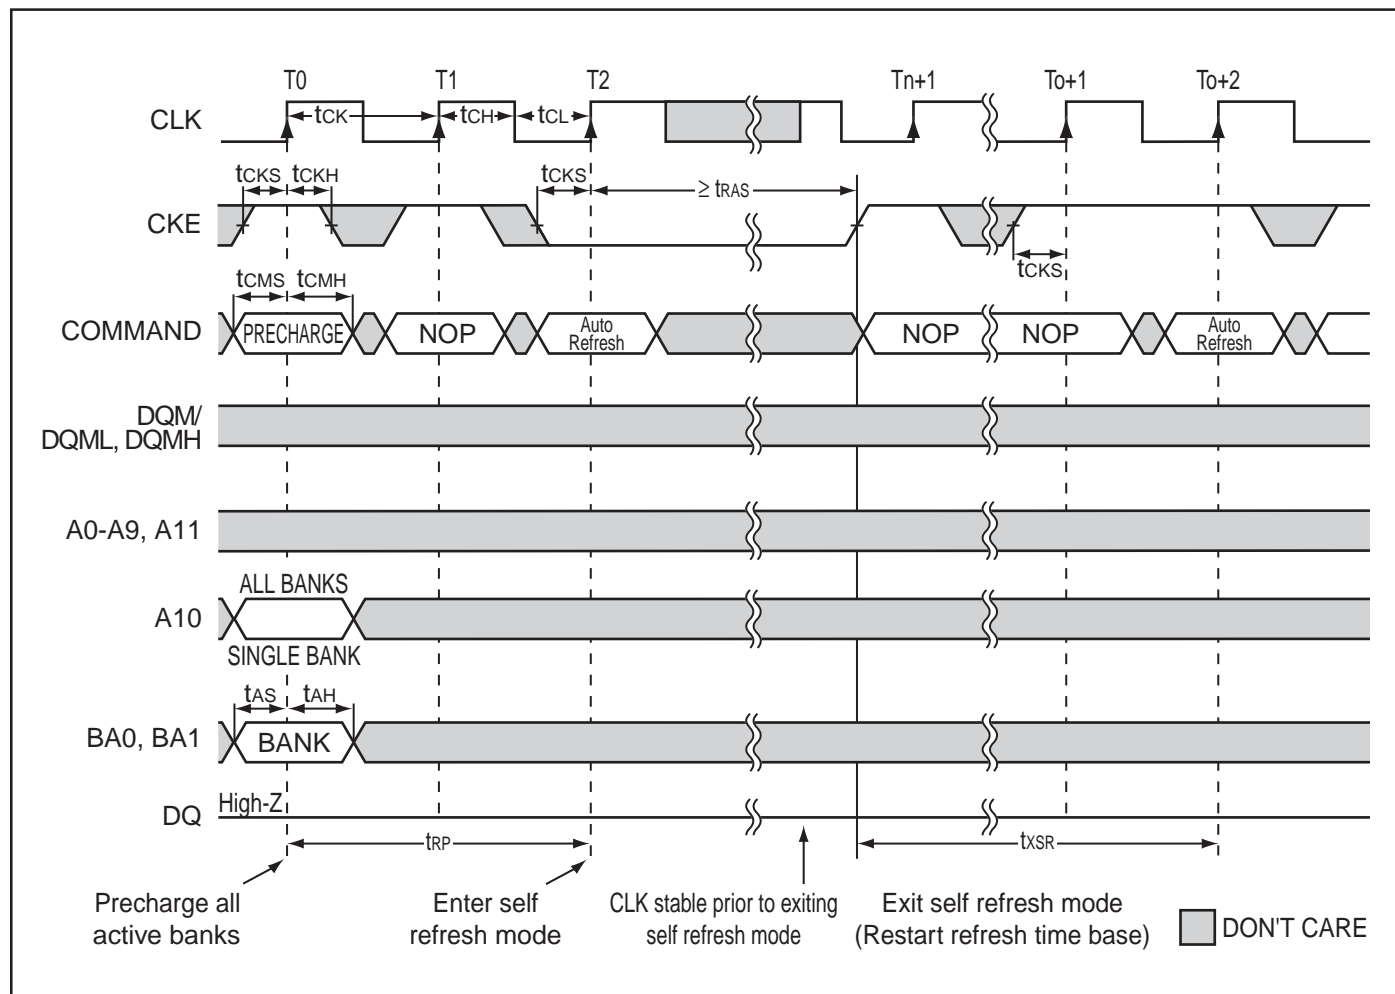 T0 T1 T2 Tn+1 To+1 To+2
CLK
tCK tCH tCL
tCKS tCKH tCKS ≥ tRAS
CKE
tCKS
tCMS tCMH
COMMAND
PRECHARGE NOP Auto Refresh NOP NOP Auto Refresh
DQM/
DQML, DQMH
A0-A9, A11
ALL BANKS
A10
SINGLE BANK
tAS tAH
BA0, BA1
BANK
DQ High-Z
tRP tXSR
Precharge all
active banks
Enter self
refresh mode
CLK stable prior to exiting
self refresh mode
Exit self refresh mode
(Restart refresh time base)
DON'T CARE